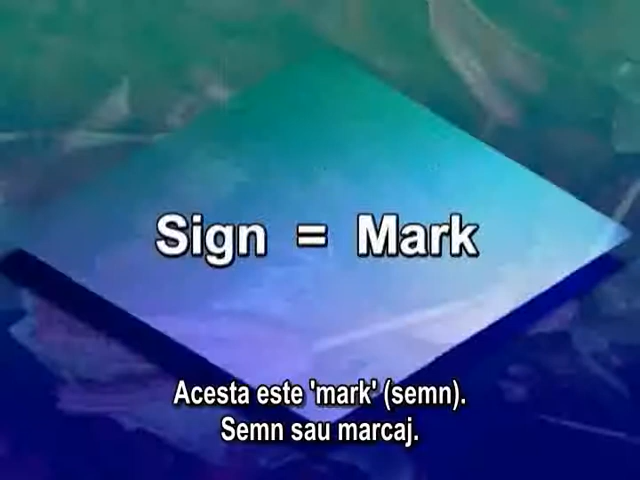 Sign = Mark
Acesta este 'mark' (semn).
Semn sau marcaj.